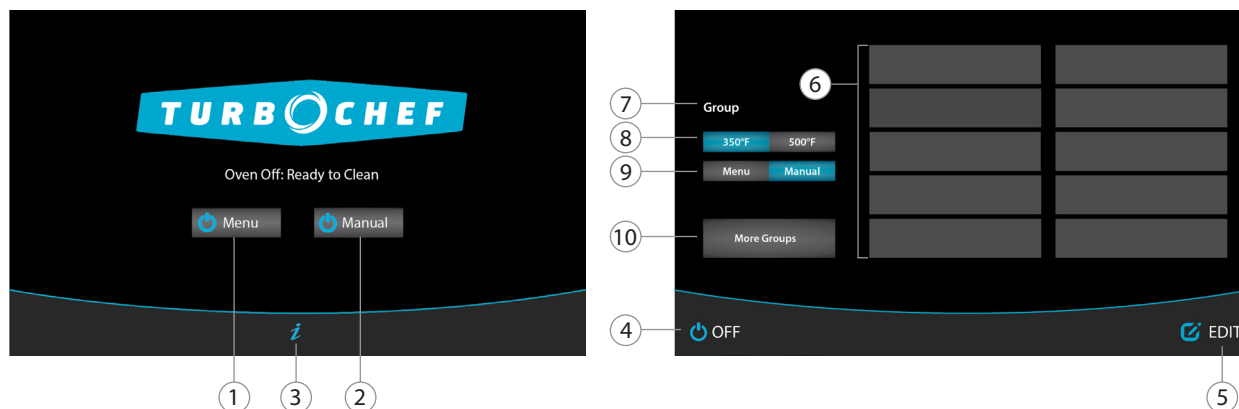 TURBOCHEF
Oven Off: Ready to Clean
Menu
Manual
i
1
3
2
6
7
Group
8
350°F
500°F
9
Menu
Manual
10
More Groups
4
OFF
EDIT
5